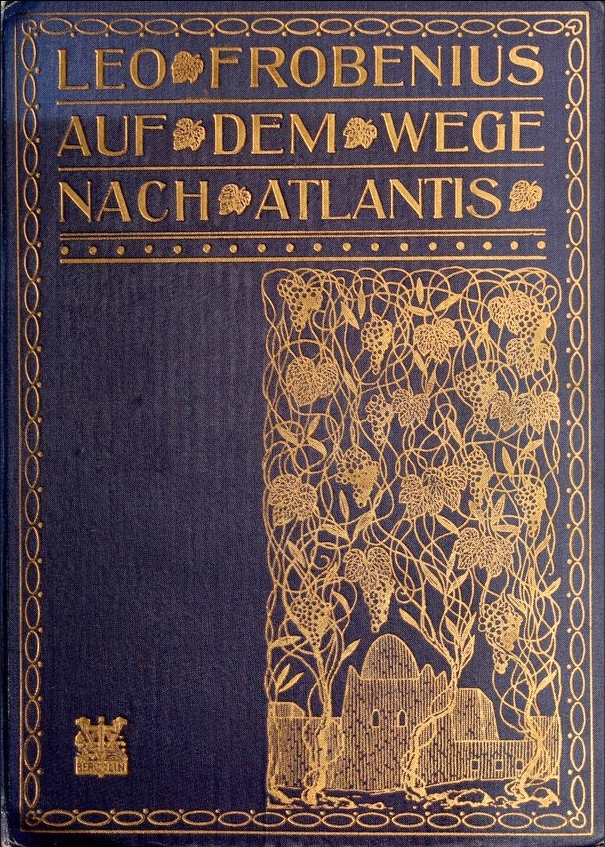 LEO FROBENIUS
AUF DEM WEGE
NACH ATLANTIS